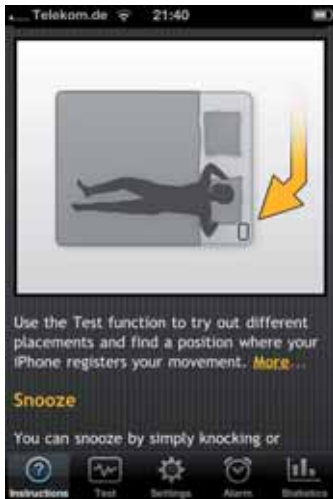 Telekom.de 21:40
Use the Test function to try out different
placements and find a position where your
iPhone registers your movement. More...
Snooze
You can snooze by simply knocking or
Instructions Test Settings Alarm Statistics